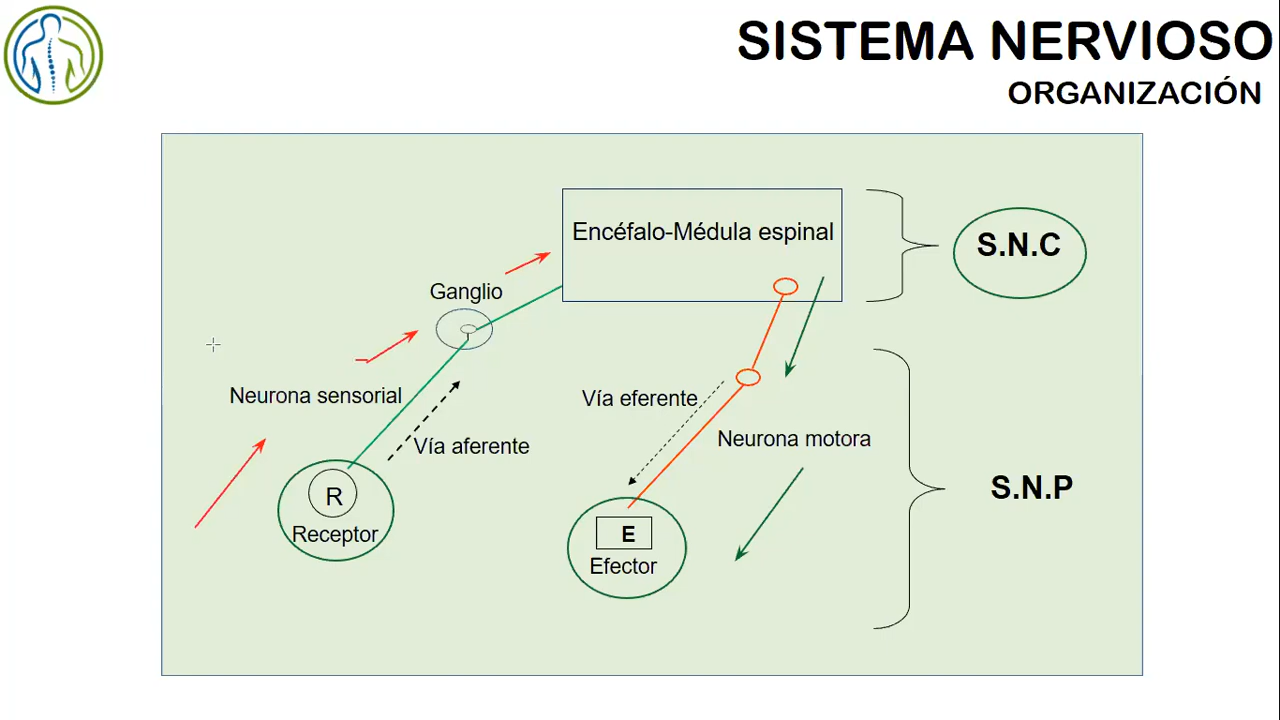 SISTEMA NERVIOSO
ORGANIZACIÓN
Encéfalo-Médula espinal
S.N.C
Ganglio
Neurona sensorial
Vía aferente
Vía eferente
Neurona motora
R
Receptor
E
Efector
S.N.P